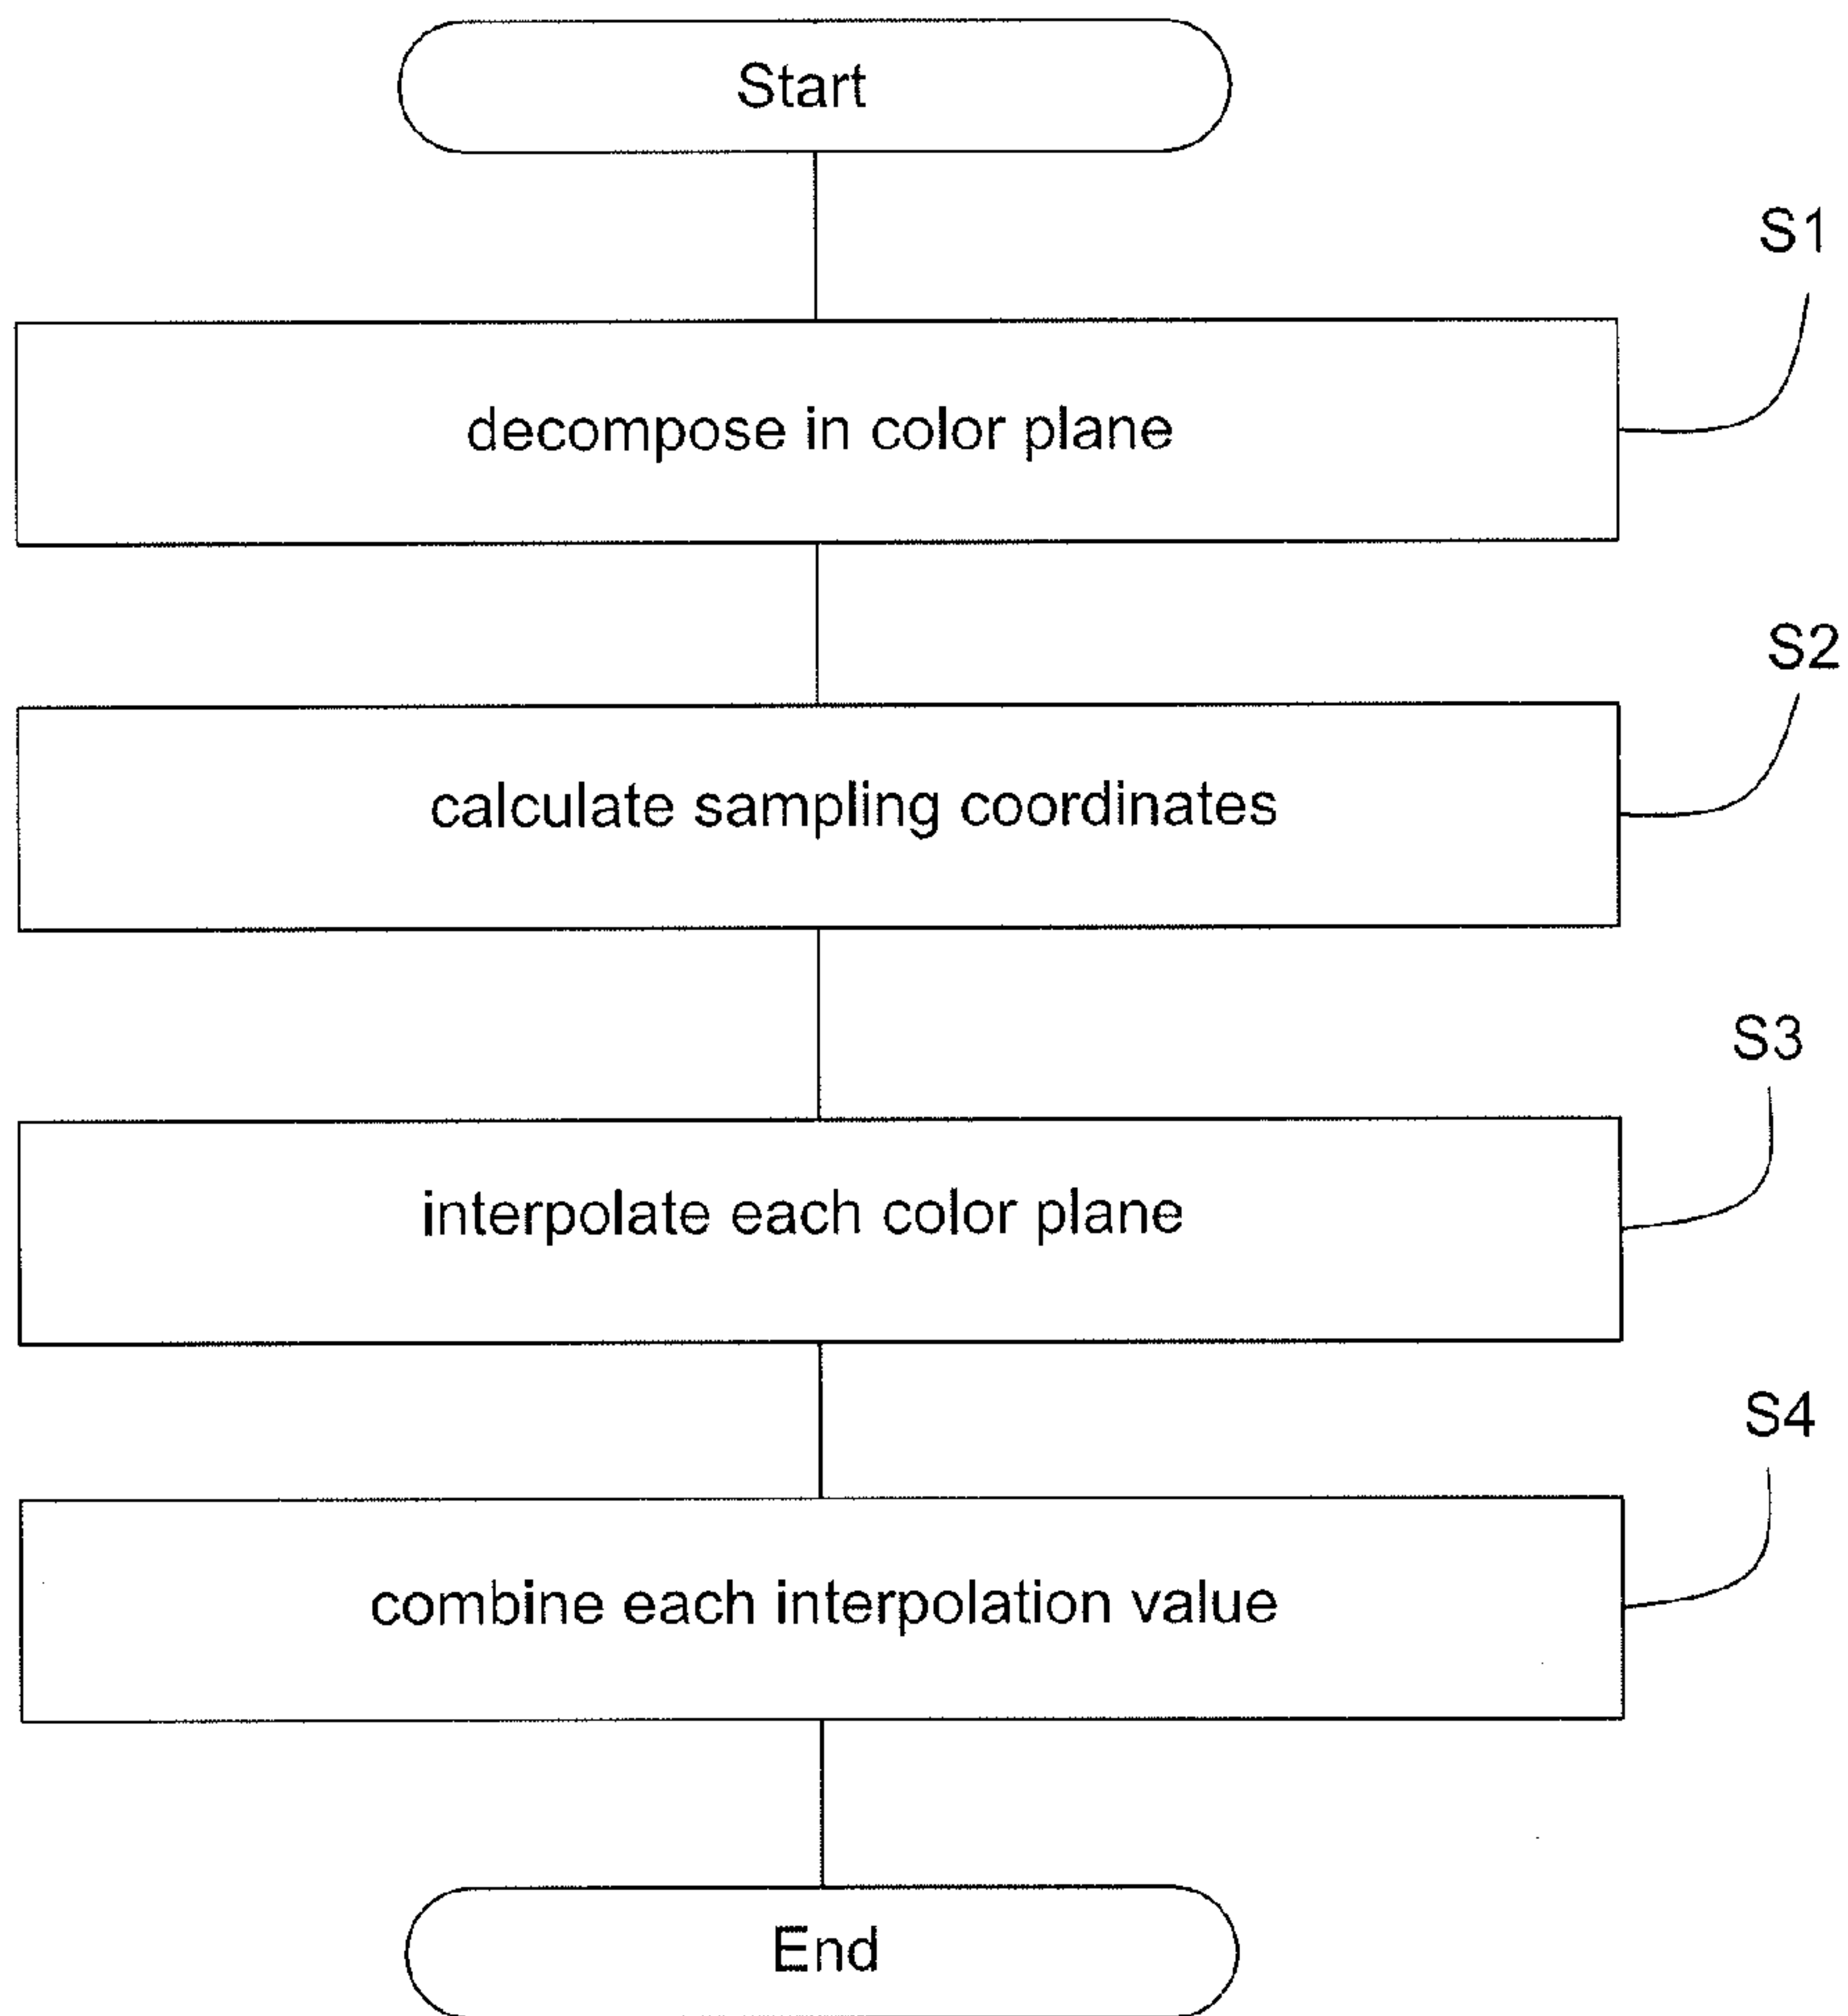 Start
S1
decompose in color plane
S2
calculate sampling coordinates
S3
interpolate each color plane
S4
combine each interpolation value
End